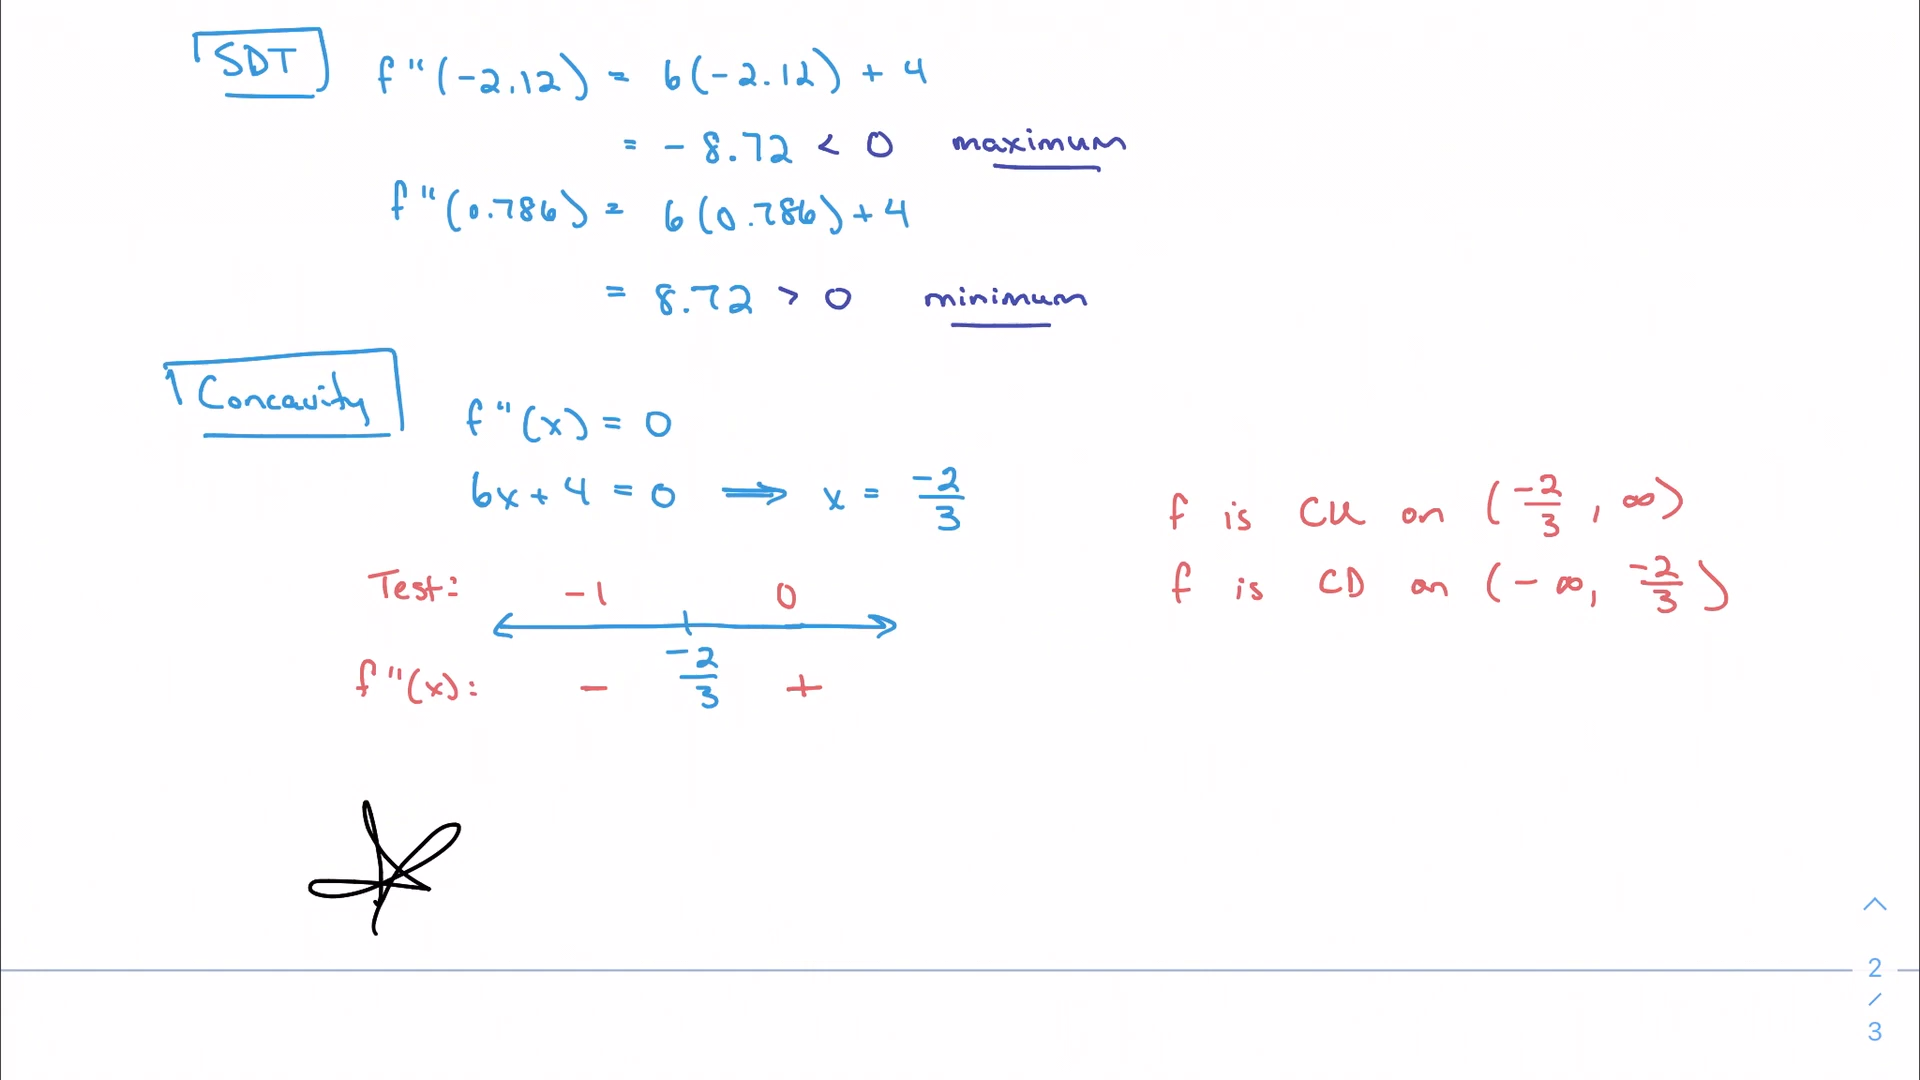 SDT f"(-2.12) = 6(-2.12) + 4
= -8.72 < 0 maximum
f"(0.786) = 6(0.786)+4
= 8.72 > 0 minimum
Concavity
f"(x) = 0
6x+4 = 0 ⟹ x = -2/3
f is CU on (-2/3, ∞)
f is CD on (-∞, -2/3)
Test: -1 0
-2/3
f"(x): - +
2
/
3